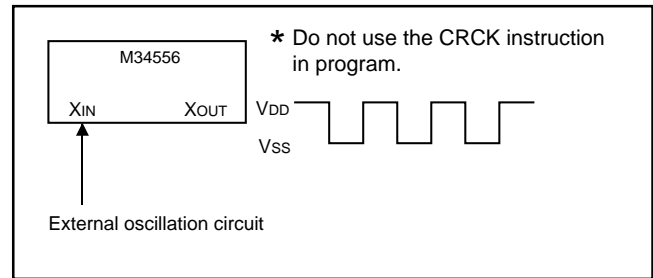 M34556
* Do not use the CRCK instruction
in program.
XIN
XOUT
VDD
VSS
External oscillation circuit